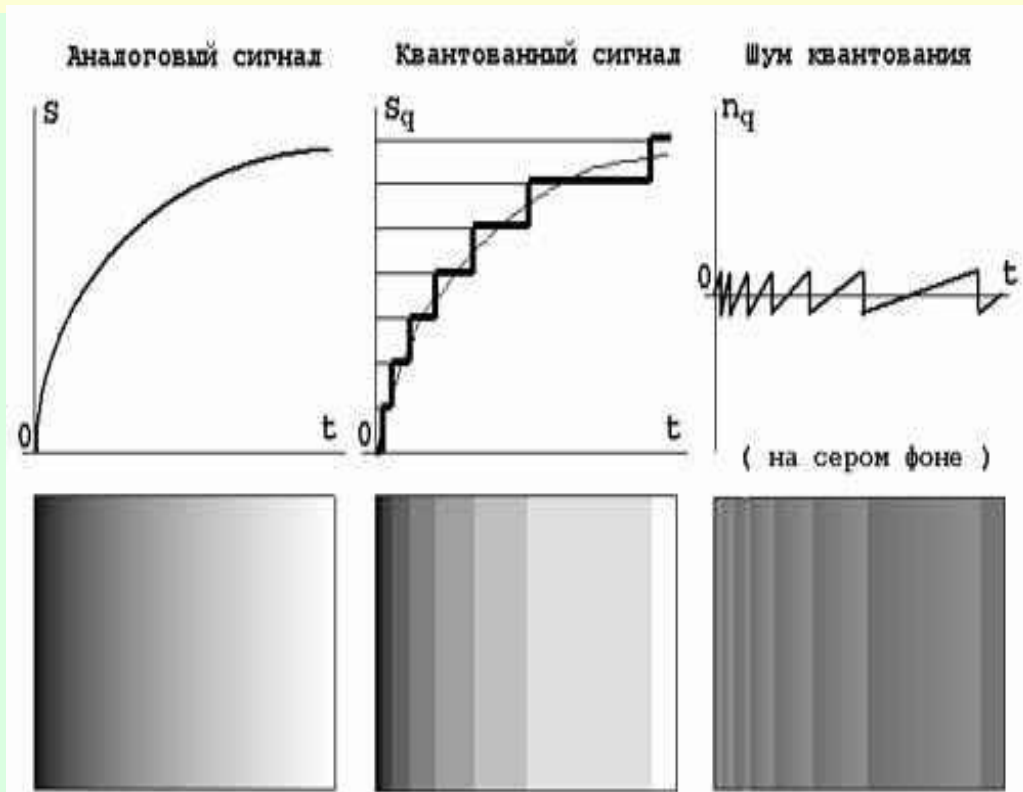 Аналоговый сигнал
Квантованный сигнал
Шум квантования
S
Sq
nq
0
t
0
t
0
t
( на сером фоне )